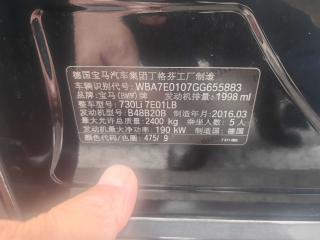 德国宝马汽车集团丁格芬工厂制造
车辆识别代号: WBA7E0107GG655883
品牌: 宝马(BMW)牌 发动机排量: 1998 ml
整车型号: 730Li 7E01LB
发动机型号: B48B20B 制造年月: 2016.03
最大允许总质量: 2400 kg 乘坐人数: 5 人
发动机最大净功率: 190 kW 制造国: 德国
颜色代码/色漆: 475/ 9